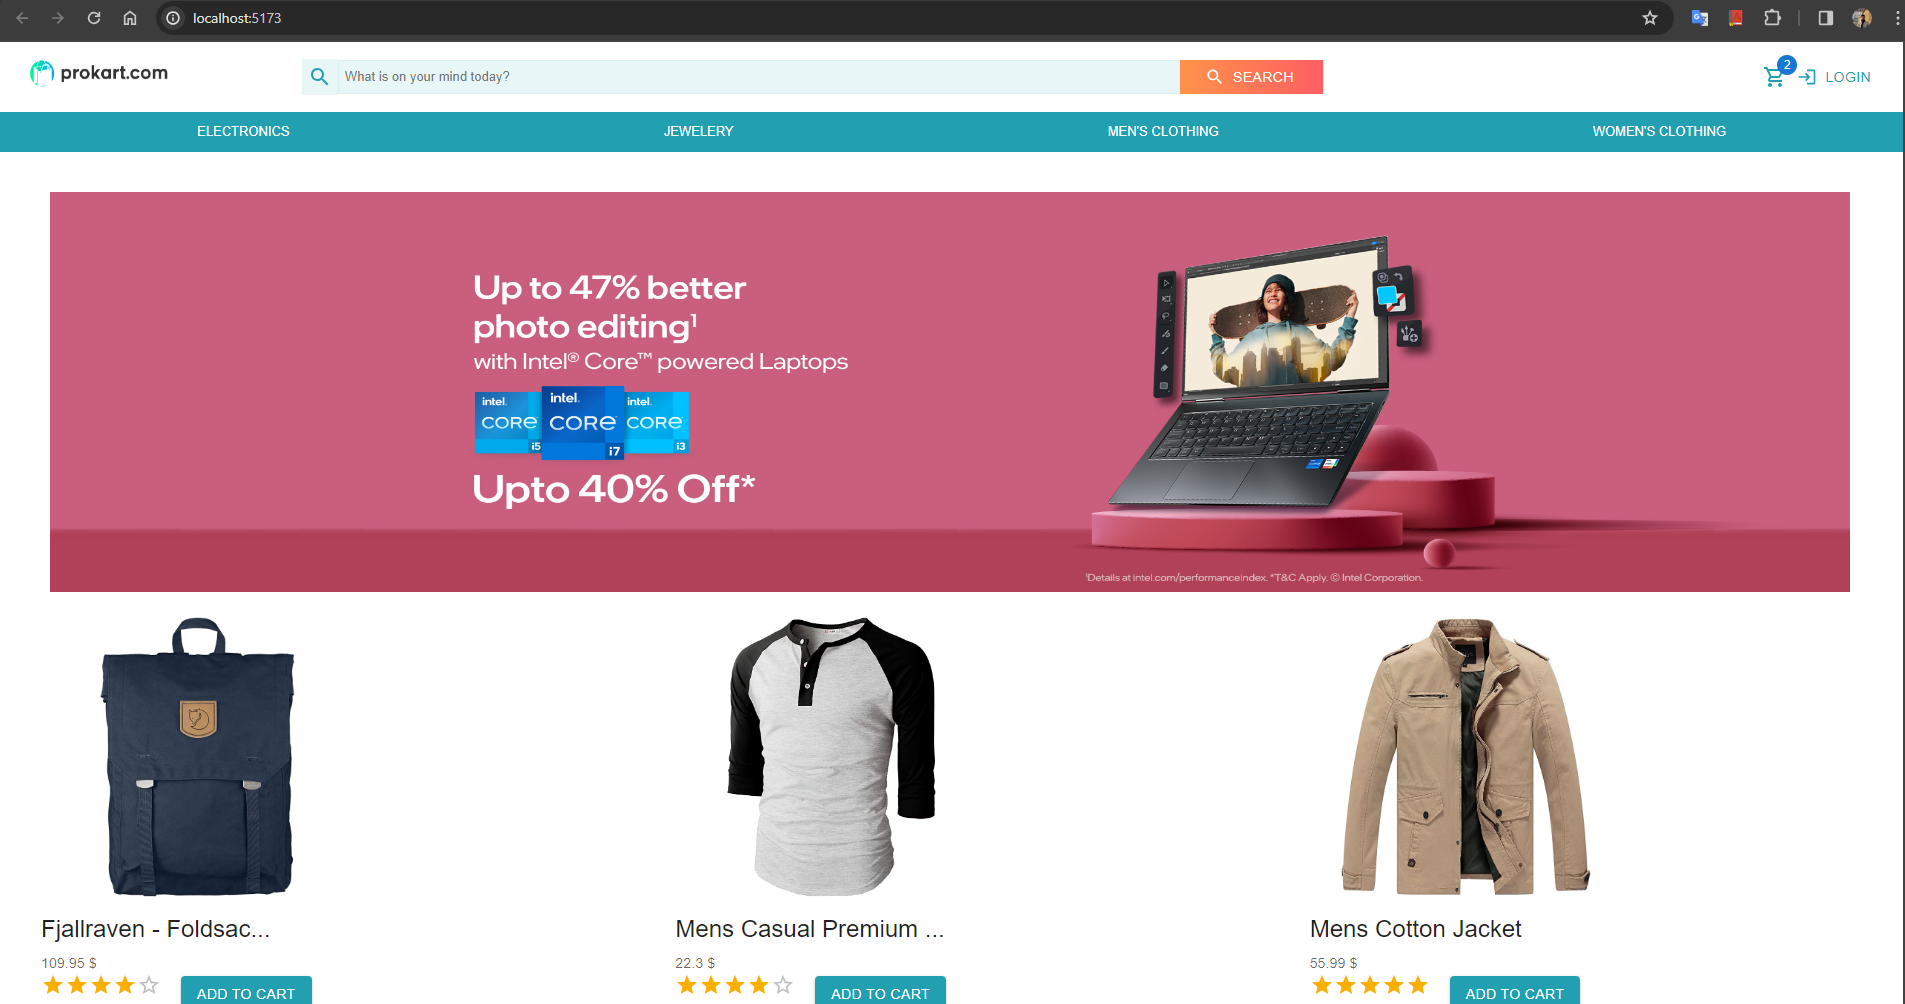 localhost:5173
prokart.com
What is on your mind today?
SEARCH
2
LOGIN
ELECTRONICS
JEWELERY
MEN'S CLOTHING
WOMEN'S CLOTHING
Up to 47% better
photo editing¹
with Intel® Core™ powered Laptops
intel. CORE i5
intel. CORE i7
intel. CORE i3
Upto 40% Off*
¹Details at intel.com/performanceindex. *T&C Apply. © Intel Corporation.
Fjallraven - Foldsac...
109.95 $
ADD TO CART
Mens Casual Premium ...
22.3 $
ADD TO CART
Mens Cotton Jacket
55.99 $
ADD TO CART